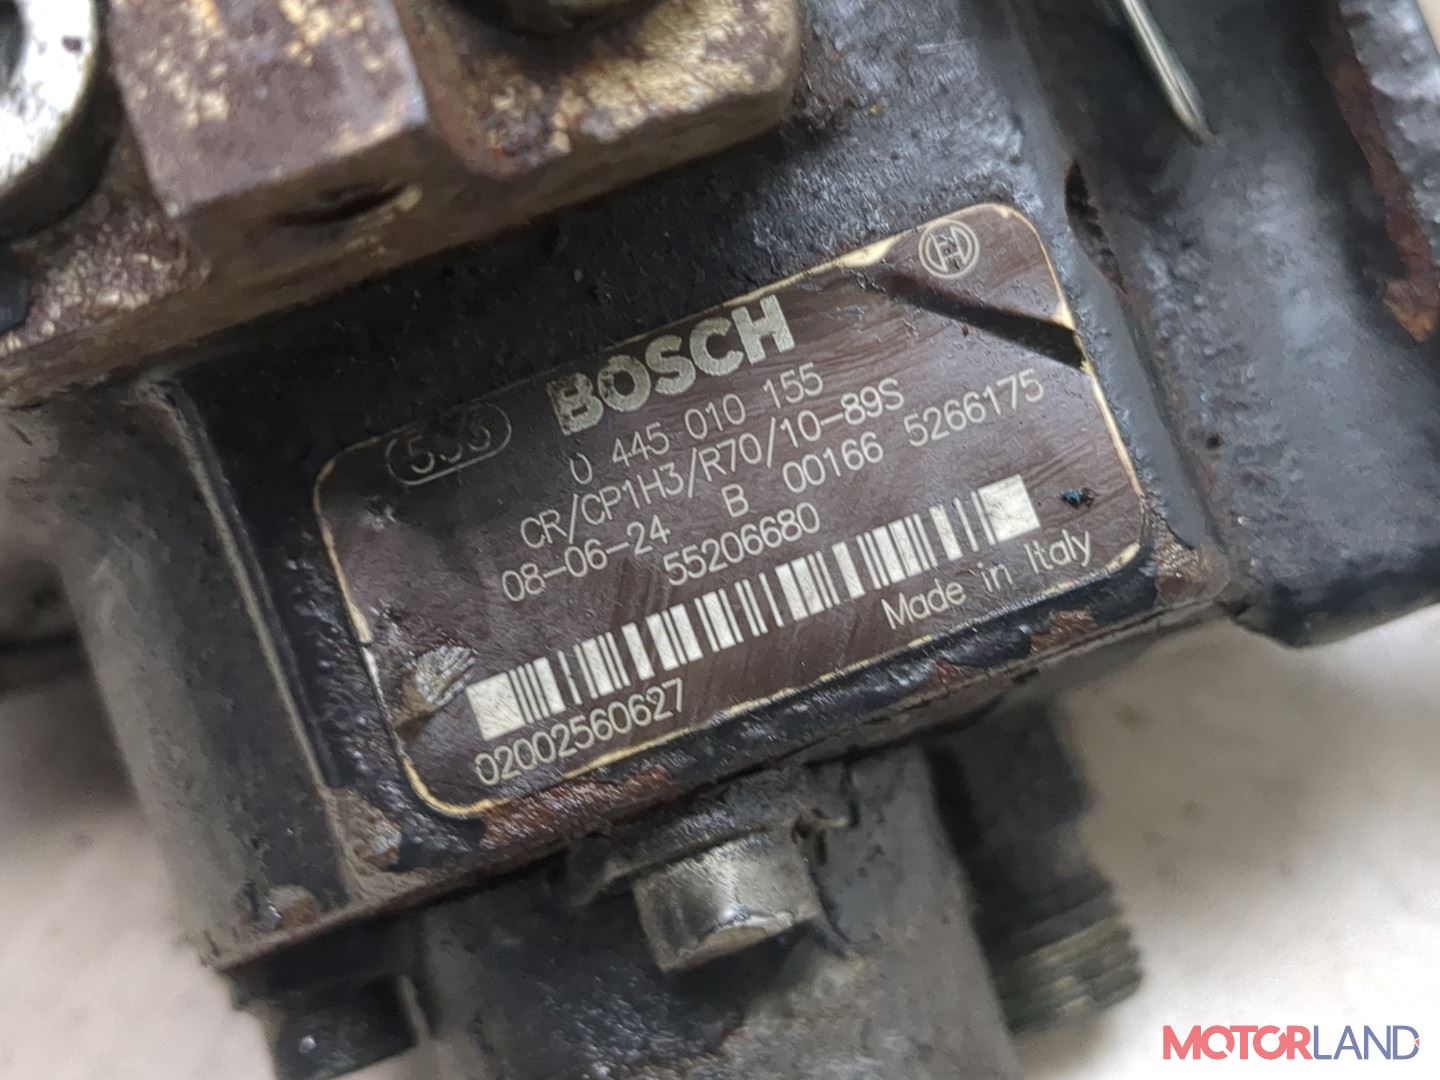 BOSCH
0 445 010 155
CR/CP1H3/R70/10-89S
08-06-24 B 00166 5266175
55206680
Made in Italy
02002560627
MOTORLAND